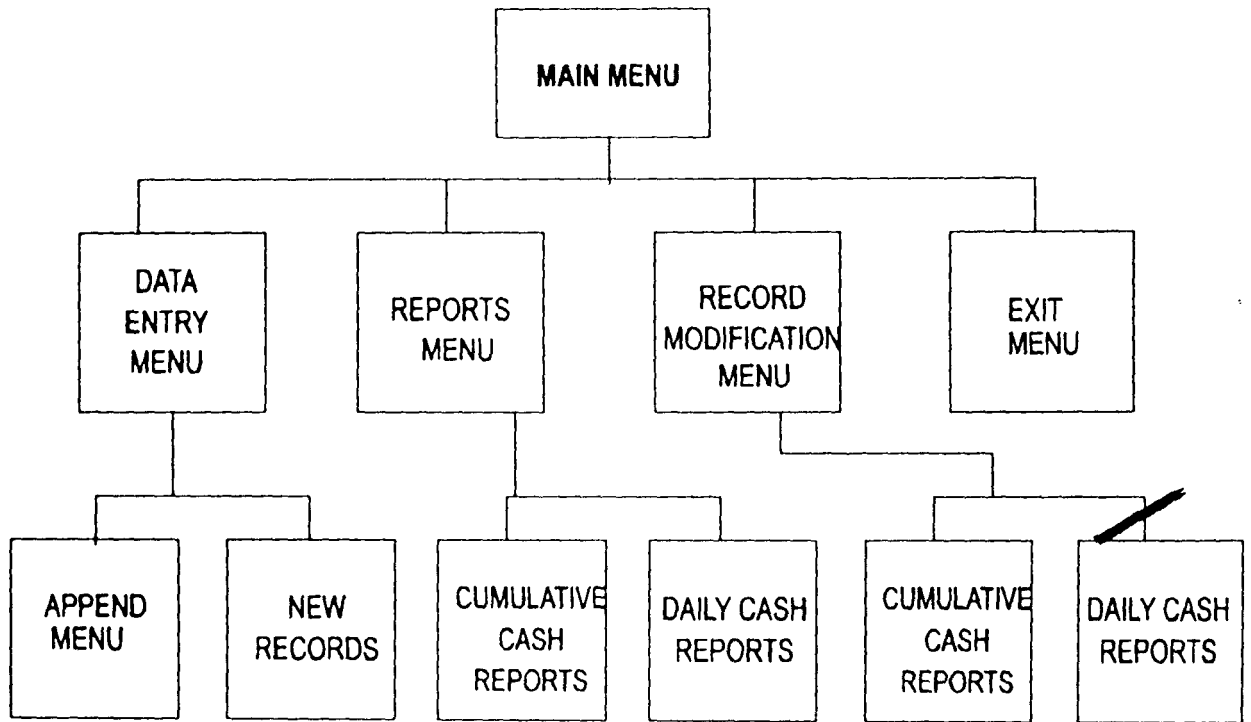 MAIN MENU
DATA
ENTRY
MENU
REPORTS
MENU
RECORD
MODIFICATION
MENU
EXIT
MENU
APPEND
MENU
NEW
RECORDS
CUMULATIVE
CASH
REPORTS
DAILY CASH
REPORTS
CUMULATIVE
CASH
REPORTS
DAILY CASH
REPORTS